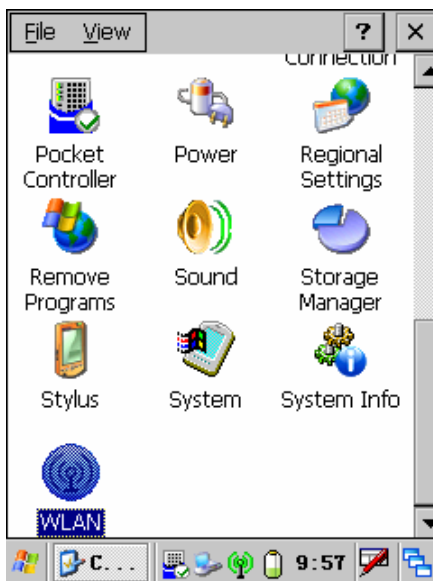 File View ? ×
Connection
Pocket Controller
Power
Regional Settings
Remove Programs
Sound
Storage Manager
Stylus
System
System Info
WLAN
C... 9:57